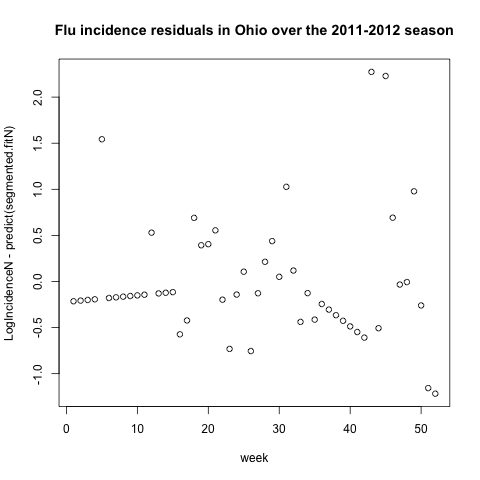 Flu incidence residuals in Ohio over the 2011-2012 season
LogIncidenceN - predict(segmented.fitN)
2.0
1.5
1.0
0.5
0.0
-0.5
-1.0
0 10 20 30 40 50
week